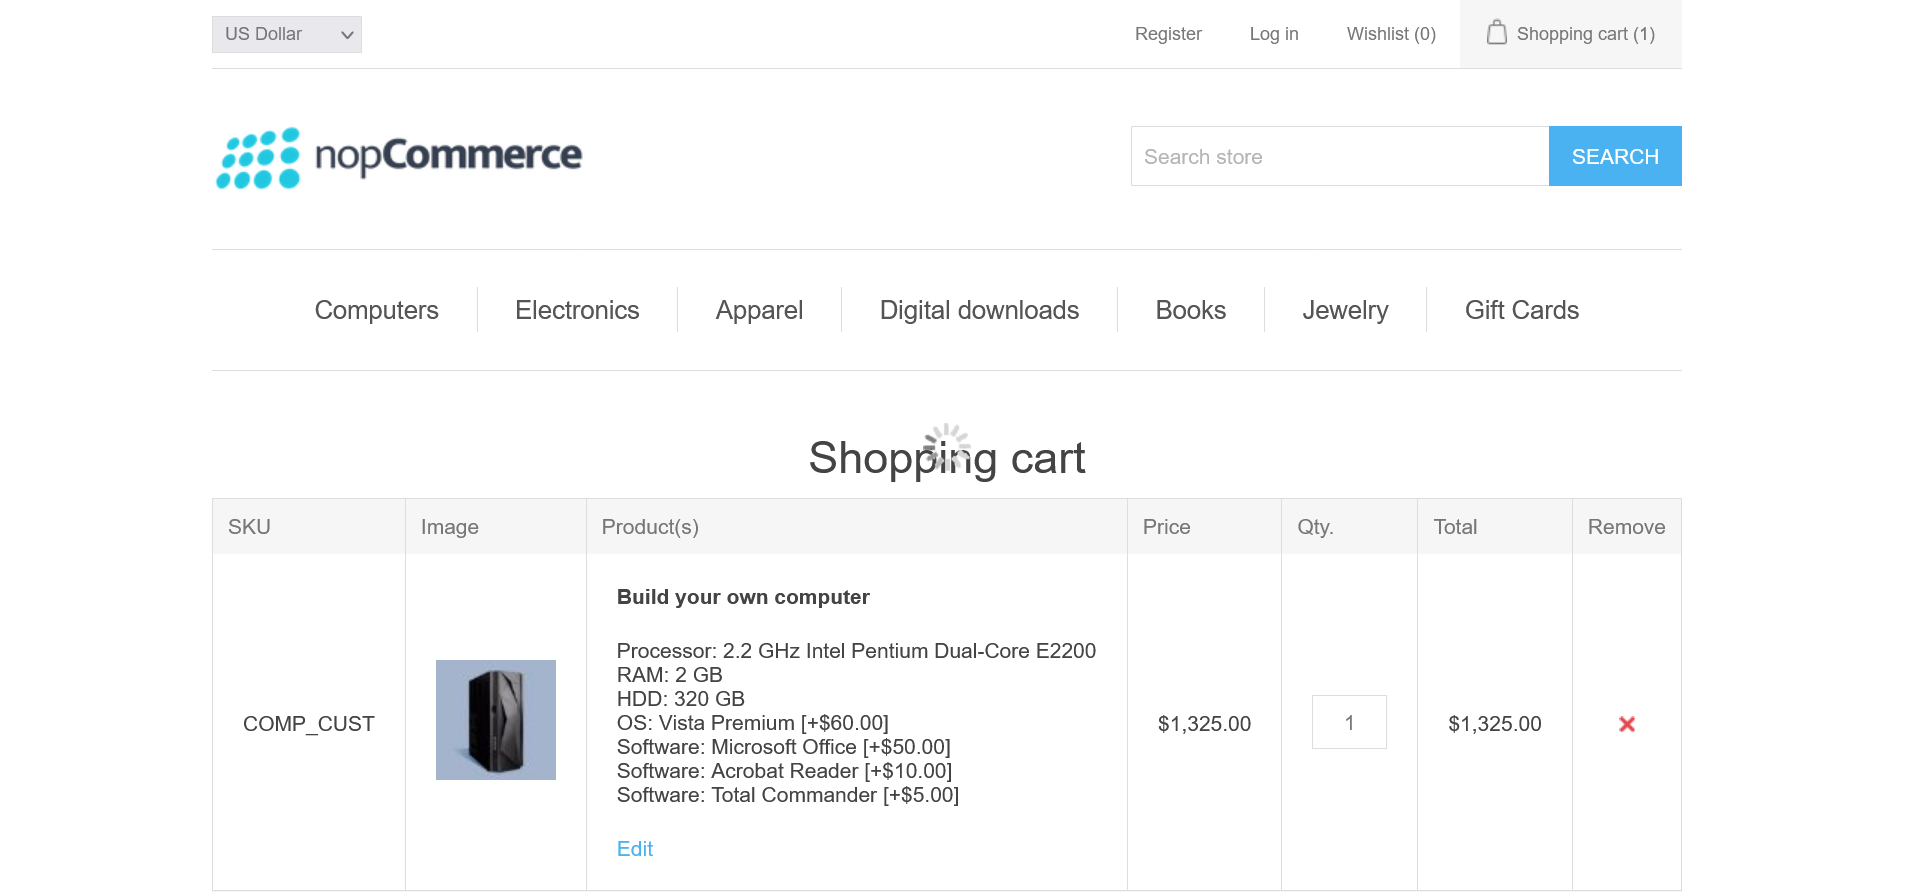 US Dollar
Register
Log in
Wishlist (0)
Shopping cart (1)
nopCommerce
Search store
SEARCH
Computers
Electronics
Apparel
Digital downloads
Books
Jewelry
Gift Cards
Shopping cart
SKU
Image
Product(s)
Price
Qty.
Total
Remove
COMP_CUST
Build your own computer
Processor: 2.2 GHz Intel Pentium Dual-Core E2200
RAM: 2 GB
HDD: 320 GB
OS: Vista Premium [+$60.00]
Software: Microsoft Office [+$50.00]
Software: Acrobat Reader [+$10.00]
Software: Total Commander [+$5.00]
Edit
$1,325.00
1
$1,325.00